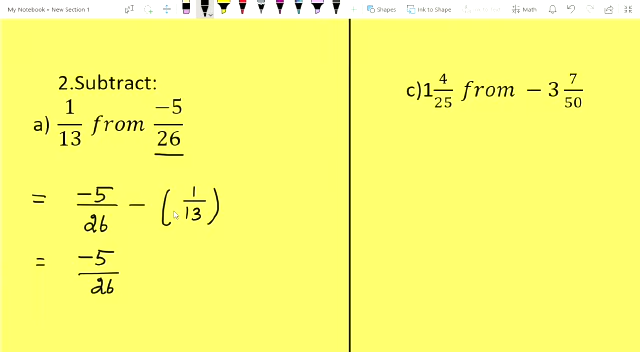 My Notebook » New Section 1
Shapes
Ink to Shape
Math
2.Subtract:
a) 1/13 from -5/26
= -5/26 - (1/13)
= -5/26
c)1 4/25 from - 3 7/50